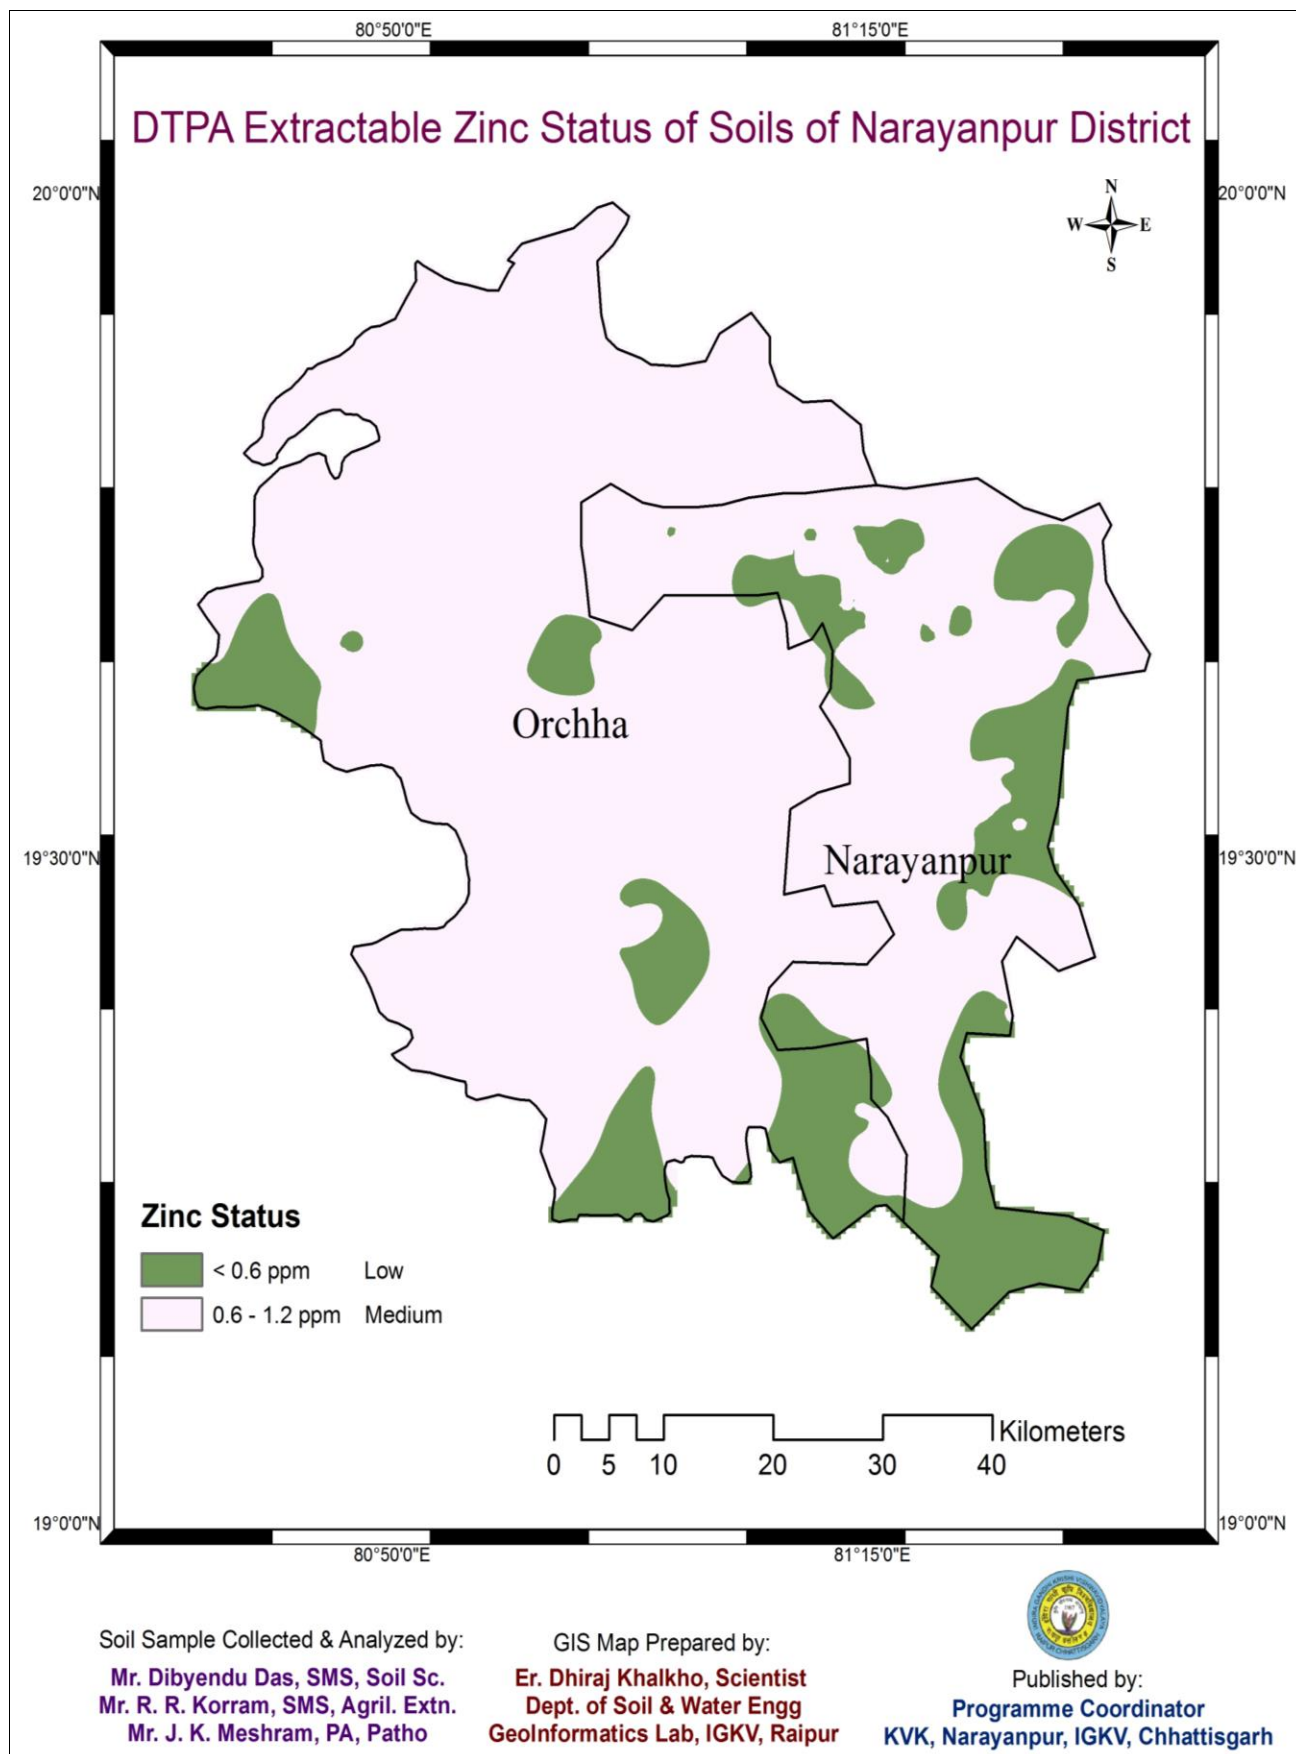 80°50'0"E 81°15'0"E
DTPA Extractable Zinc Status of Soils of Narayanpur District
20°0'0"N 20°0'0"N
N
W E
S
Orchha
19°30'0"N 19°30'0"N
Narayanpur
Zinc Status
< 0.6 ppm Low
0.6 - 1.2 ppm Medium
Kilometers
0 5 10 20 30 40
19°0'0"N 19°0'0"N
80°50'0"E 81°15'0"E
Soil Sample Collected & Analyzed by:
Mr. Dibyendu Das, SMS, Soil Sc.
Mr. R. R. Korram, SMS, Agril. Extn.
Mr. J. K. Meshram, PA, Patho
GIS Map Prepared by:
Er. Dhiraj Khalkho, Scientist
Dept. of Soil & Water Engg
GeoInformatics Lab, IGKV, Raipur
Published by:
Programme Coordinator
KVK, Narayanpur, IGKV, Chhattisgarh